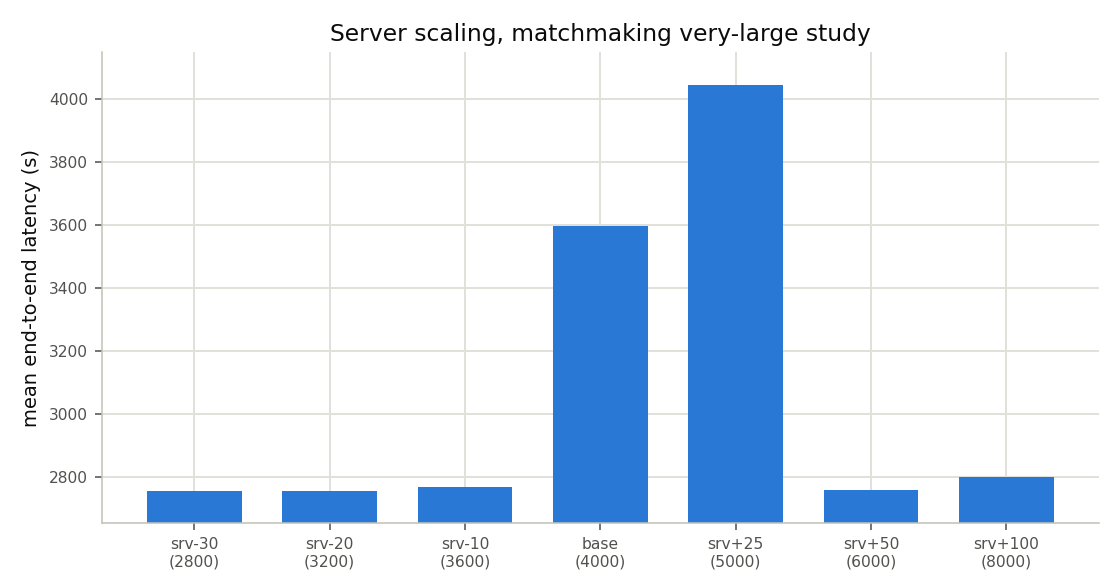 Server scaling, matchmaking very-large study
mean end-to-end latency (s)
4000
3800
3600
3400
3200
3000
2800
srv-30
(2800)
srv-20
(3200)
srv-10
(3600)
base
(4000)
srv+25
(5000)
srv+50
(6000)
srv+100
(8000)